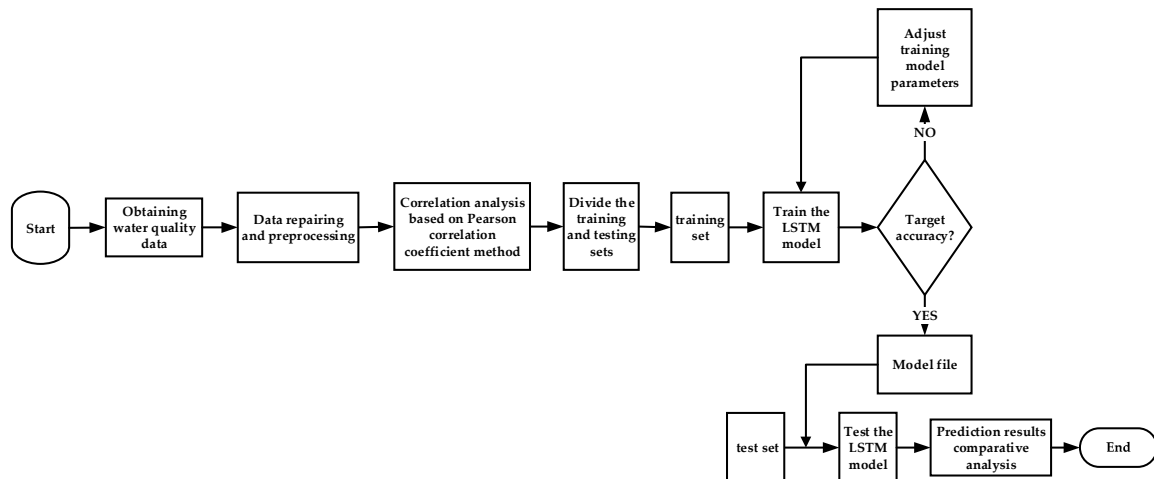 Adjust
training
model
parameters
NO
Start
Obtaining
water quality
data
Data repairing
and preprocessing
Correlation analysis
based on Pearson
correlation
coefficient method
Divide the
training
and testing
sets
training
set
Train the
LSTM
model
Target
accuracy?
YES
Model file
test set
Test the
LSTM
model
Prediction results
comparative
analysis
End